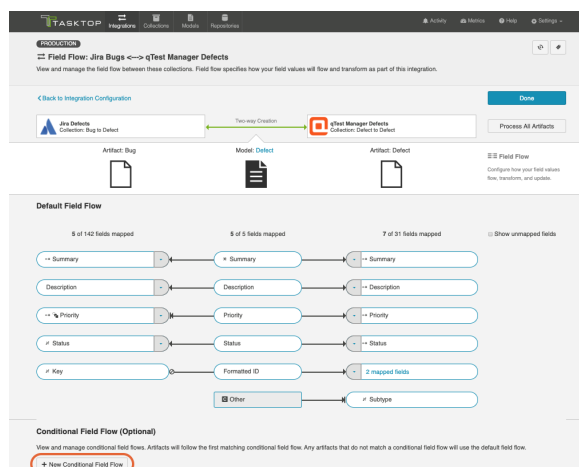 TASKTOP
Integrations
Collections
Models
Repositories
Activity
Metrics
Help
Settings
PRODUCTION
Field Flow: Jira Bugs <--> qTest Manager Defects
View and manage the field flow between these collections. Field flow specifies how your field values will flow and transform as part of this integration.
Back to Integration Configuration
Done
Jira Defects
Collection: Bug to Defect
Two-way Creation
qTest Manager Defects
Collection: Defect to Defect
Process All Artifacts
Artifact: Bug
Model: Defect
Artifact: Defect
Field Flow
Configure how your field values
flow, transform, and update.
Default Field Flow
5 of 142 fields mapped
5 of 5 fields mapped
7 of 31 fields mapped
Show unmapped fields
Summary
Summary
Summary
Description
Description
Description
Priority
Priority
Priority
Status
Status
Status
Key
Formatted ID
2 mapped fields
Other
Subtype
Conditional Field Flow (Optional)
View and manage conditional field flows. Artifacts will follow the first matching conditional field flow. Any artifacts that do not match a conditional field flow will use the default field flow.
+ New Conditional Field Flow